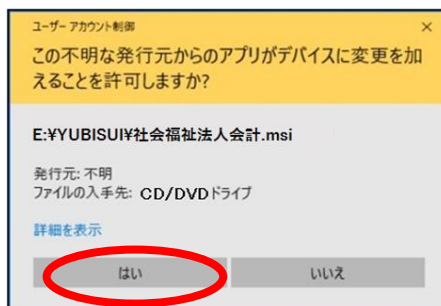 ユーザー アカウント制御
この不明な発行元からのアプリがデバイスに変更を加
えることを許可しますか?
E:¥YUBISUI¥社会福祉法人会計.msi
発行元: 不明
ファイルの入手先: CD/DVDドライブ
詳細を表示
はい
いいえ